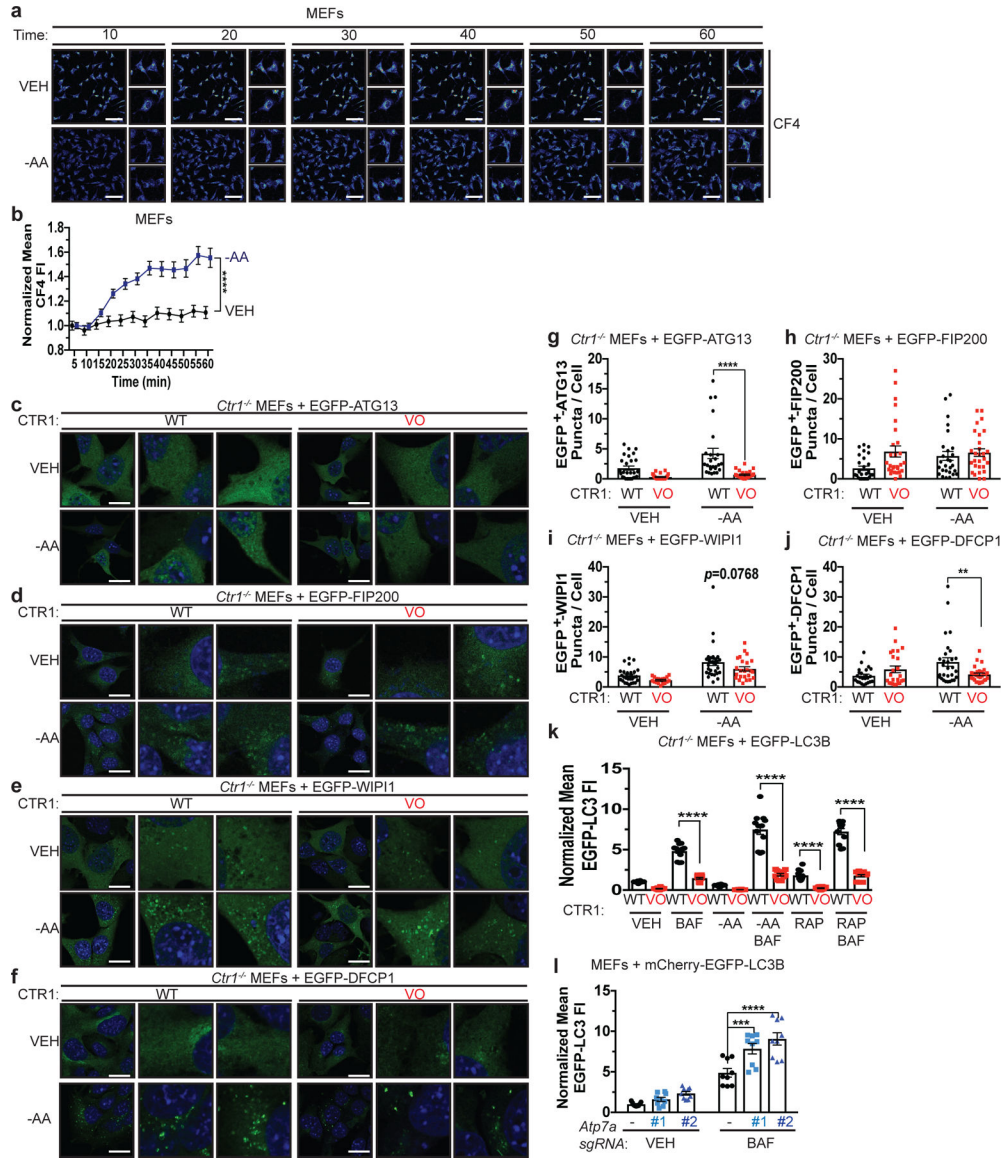 a
MEFs
Time: 10 20 30 40 50 60
VEH
-AA
CF4
b
MEFs
Normalized Mean
CF4 FI
1.8
1.6
1.4
1.2
1.0
0.8
-AA
****
VEH
5 10 15 20 25 30 35 40 45 50 55 60
Time (min)
c
Ctr1-/- MEFs + EGFP-ATG13
CTR1: WT VO
VEH
-AA
d
Ctr1-/- MEFs + EGFP-FIP200
CTR1: WT VO
VEH
-AA
e
Ctr1-/- MEFs + EGFP-WIPI1
CTR1: WT VO
VEH
-AA
f
Ctr1-/- MEFs + EGFP-DFCP1
CTR1: WT VO
VEH
-AA
g
Ctr1-/- MEFs + EGFP-ATG13
EGFP+-ATG13
Puncta / Cell
20
15
10
5
0
****
CTR1: WT VO WT VO
VEH -AA
h
Ctr1-/- MEFs + EGFP-FIP200
EGFP+-FIP200
Puncta / Cell
30
25
20
15
10
5
0
CTR1: WT VO WT VO
VEH -AA
i
Ctr1-/- MEFs + EGFP-WIPI1
EGFP+-WIPI1
Puncta / Cell
40
30
20
10
0
p=0.0768
CTR1: WT VO WT VO
VEH -AA
j
Ctr1-/- MEFs + EGFP-DFCP1
EGFP+-DFCP1
Puncta / Cell
40
30
20
10
0
**
CTR1: WT VO WT VO
VEH -AA
k
Ctr1-/- MEFs + EGFP-LC3B
Normalized Mean
EGFP-LC3 FI
15
10
5
0
**** **** **** ****
CTR1: WT VO WT VO WT VO WT VO WT VO WT VO
VEH BAF -AA -AA RAP RAP
BAF BAF
l
MEFs + mCherry-EGFP-LC3B
Normalized Mean
EGFP-LC3 FI
15
10
5
0
****
***
Atp7a - #1 #2 - #1 #2
sgRNA: VEH BAF